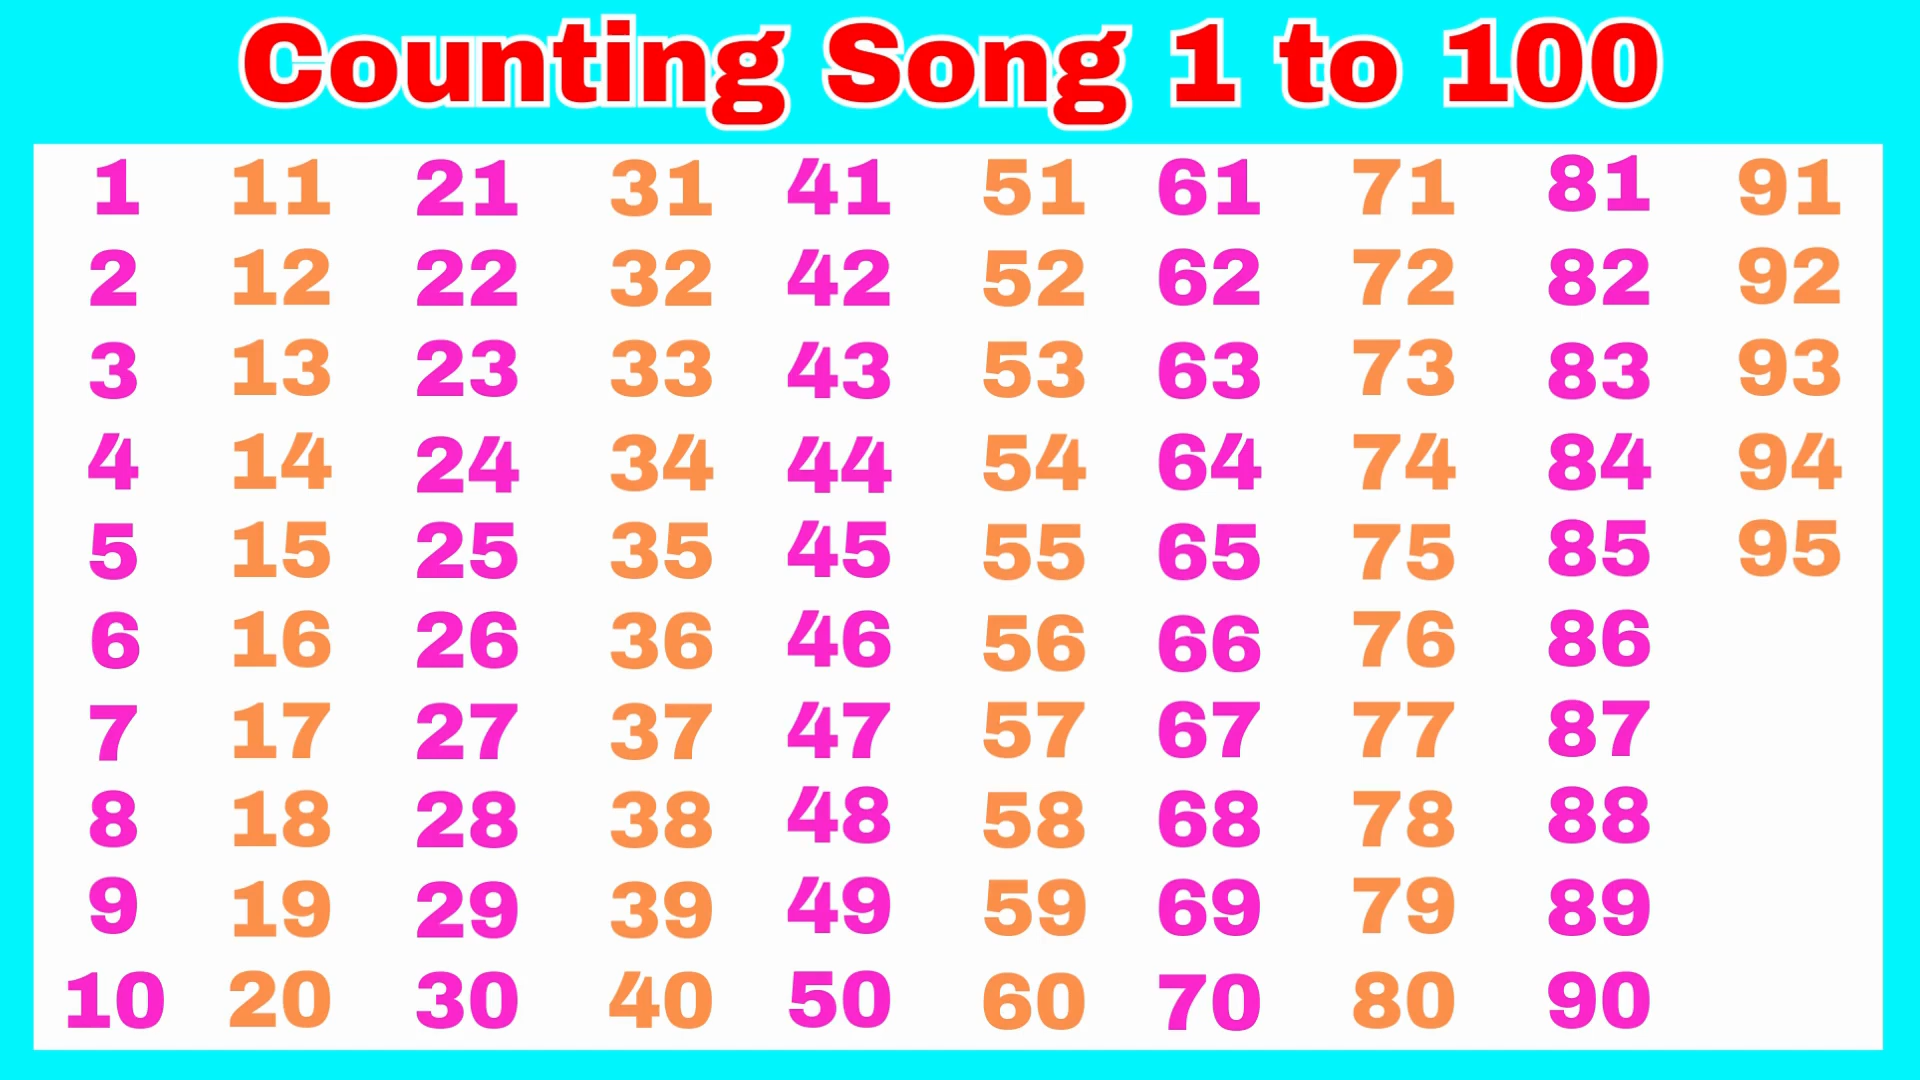 Counting Song 1 to 100
1 11 21 31 41 51 61 71 81 91
2 12 22 32 42 52 62 72 82 92
3 13 23 33 43 53 63 73 83 93
4 14 24 34 44 54 64 74 84 94
5 15 25 35 45 55 65 75 85 95
6 16 26 36 46 56 66 76 86
7 17 27 37 47 57 67 77 87
8 18 28 38 48 58 68 78 88
9 19 29 39 49 59 69 79 89
10 20 30 40 50 60 70 80 90